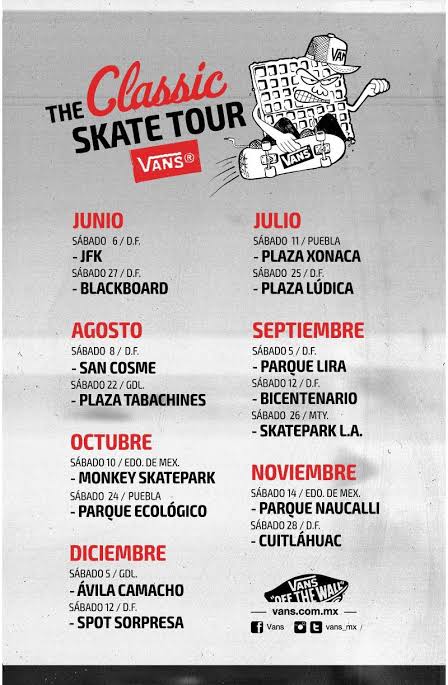 THE Classic
SKATE TOUR
VANS®
VAN
VANS
JUNIO
SÁBADO 6 / D.F.
- JFK
SÁBADO 27 / D.F.
- BLACKBOARD
JULIO
SÁBADO 11 / PUEBLA
- PLAZA XONACA
SÁBADO 25 / D.F.
- PLAZA LÚDICA
AGOSTO
SÁBADO 8 / D.F.
- SAN COSME
SÁBADO 22 / GDL.
- PLAZA TABACHINES
SEPTIEMBRE
SÁBADO 5 / D.F.
- PARQUE LIRA
SÁBADO 12 / D.F.
- BICENTENARIO
SÁBADO 26 / MTY.
- SKATEPARK L.A.
OCTUBRE
SÁBADO 10 / EDO. DE MEX.
- MONKEY SKATEPARK
SÁBADO 24 / PUEBLA
- PARQUE ECOLÓGICO
NOVIEMBRE
SÁBADO 14 / EDO. DE MEX.
- PARQUE NAUCALLI
SÁBADO 28 / D.F.
- CUITLÁHUAC
DICIEMBRE
SÁBADO 5 / GDL.
- ÁVILA CAMACHO
SÁBADO 12 / D.F.
- SPOT SORPRESA
VANS
"OFF THE WALL"
vans.com.mx
Vans vans_mx /